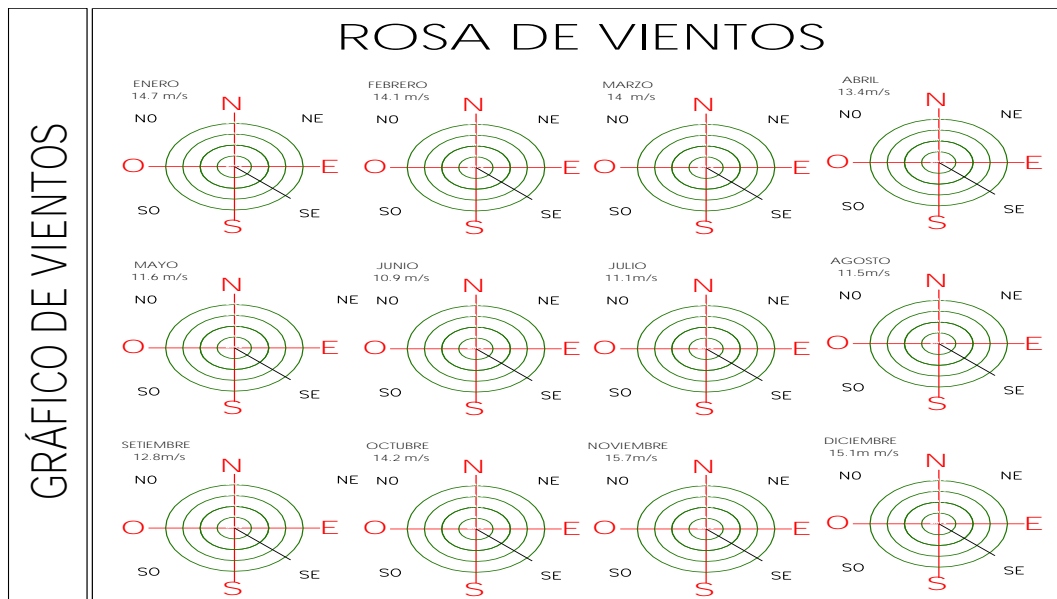 GRÁFICO DE VIENTOS
ROSA DE VIENTOS
ENERO
14.7 m/s
N
NO
NE
O
E
SO
SE
S
FEBRERO
14.1 m/s
N
NO
NE
O
E
SO
SE
S
MARZO
14 m/s
N
NO
NE
O
E
SO
SE
S
ABRIL
13.4m/s
N
NO
NE
O
E
SO
SE
S
MAYO
11.6 m/s
N
NO
NE
O
E
SO
SE
S
JUNIO
10.9 m/s
N
NO
NE
O
E
SO
SE
S
JULIO
11.1m/s
N
NO
NE
O
E
SO
SE
S
AGOSTO
11.5m/s
N
NO
NE
O
E
SO
SE
S
SETIEMBRE
12.8m/s
N
NO
NE
O
E
SO
SE
S
OCTUBRE
14.2 m/s
N
NO
NE
O
E
SO
SE
S
NOVIEMBRE
15.7m/s
N
NO
NE
O
E
SO
SE
S
DICIEMBRE
15.1m m/s
N
NO
NE
O
E
SO
SE
S